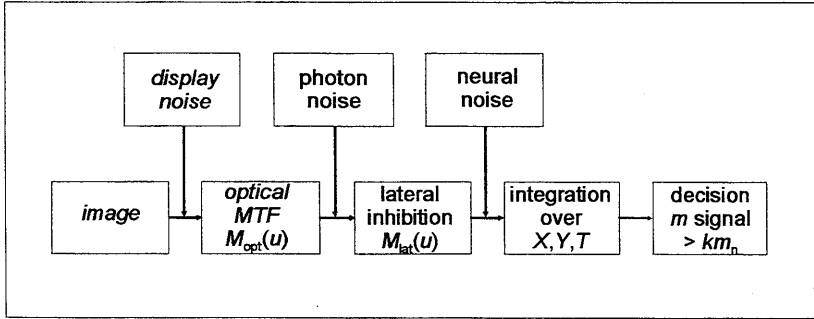 display
noise
photon
noise
neural
noise
image
optical
MTF
Mopt(u)
lateral
inhibition
Mlat(u)
integration
over
X,Y,T
decision
m signal
> kmn